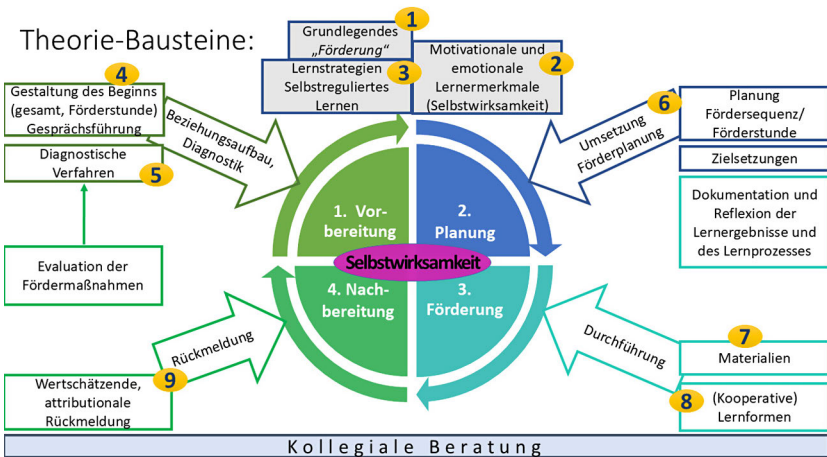 Theorie-Bausteine:
1
Grundlegendes
„Förderung“
3
Lernstrategien
Selbstreguliertes
Lernen
2
Motivationale und
emotionale
Lernermerkmale
(Selbstwirksamkeit)
4
Gestaltung des Beginns
(gesamt, Förderstunde)
Gesprächsführung
Diagnostische
Verfahren
5
Beziehungsaufbau,
Diagnostik
Evaluation der
Fördermaßnahmen
6
Planung
Fördersequenz/
Förderstunde
Zielsetzungen
Umsetzung
Förderplanung
Dokumentation und
Reflexion der
Lernergebnisse und
des Lernprozesses
1. Vor-
bereitung
2.
Planung
Selbstwirksamkeit
4. Nach-
bereitung
3.
Förderung
Rückmeldung
9
Wertschätzende,
attributionale
Rückmeldung
Durchführung
7
Materialien
8
(Kooperative)
Lernformen
Kollegiale Beratung